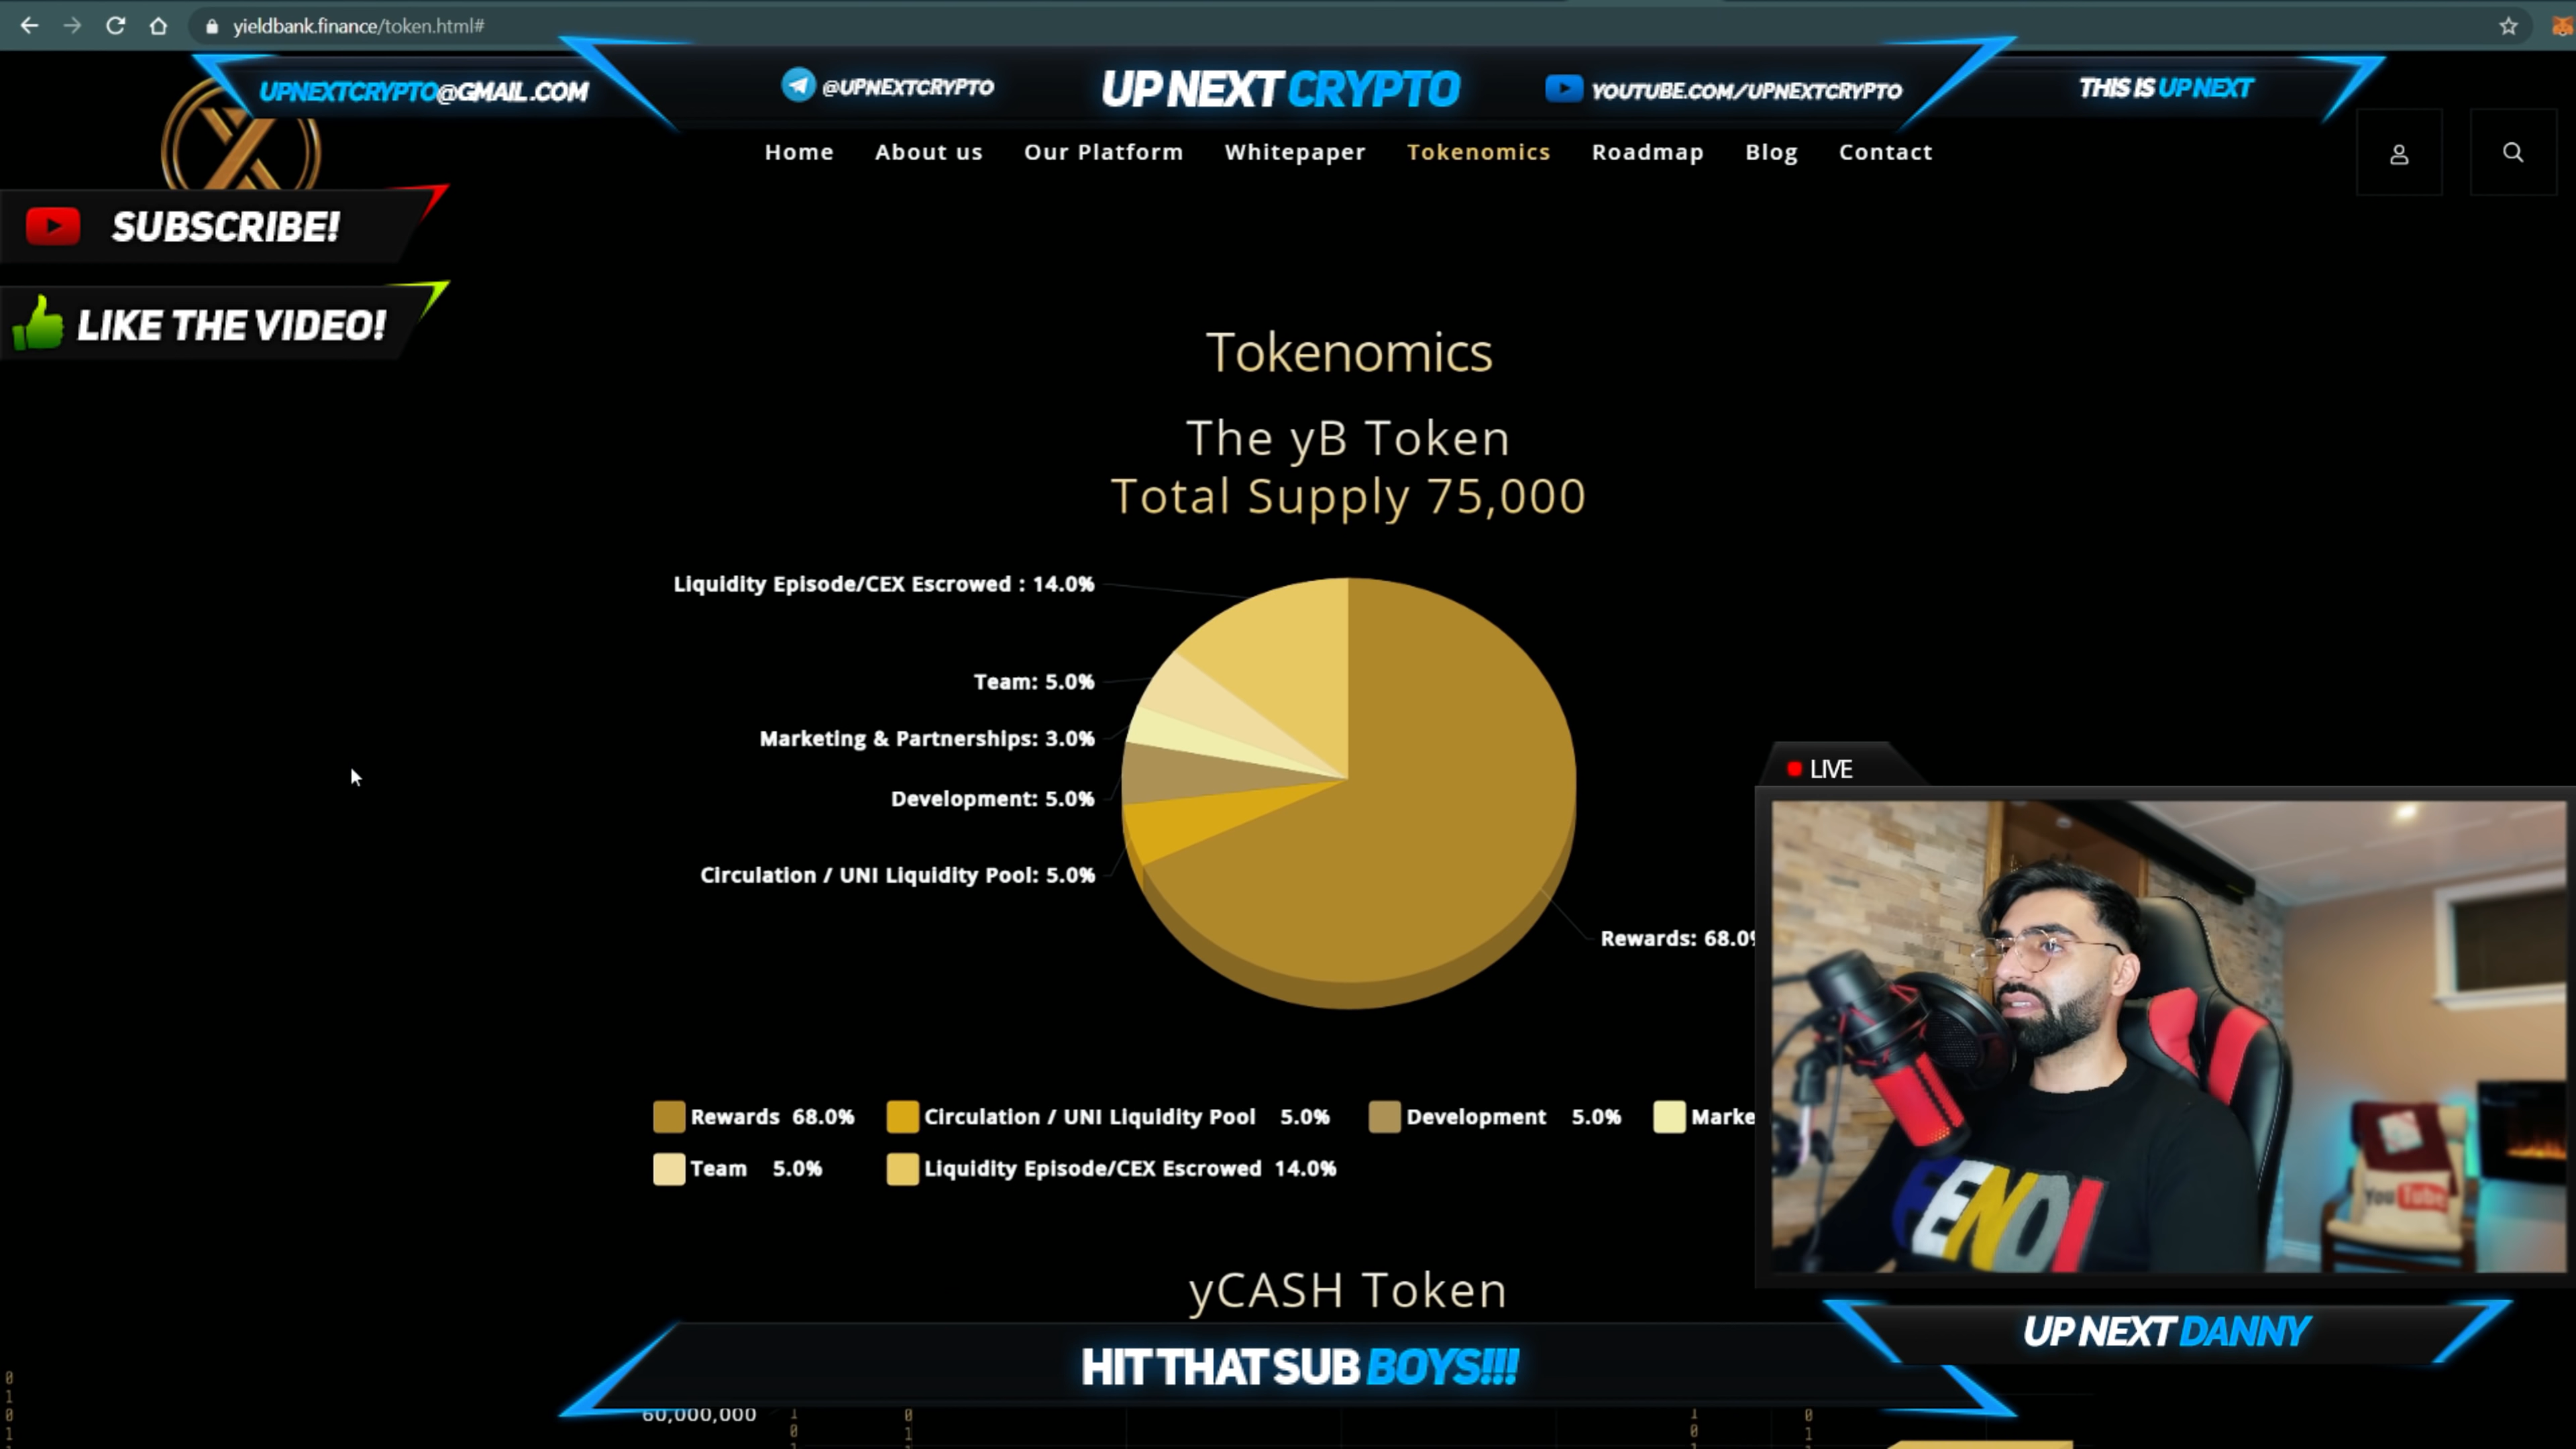 yieldbank.finance/token.html#
UPNEXTCRYPTO@GMAIL.COM
@UPNEXTCRYPTO
UP NEXT CRYPTO
YOUTUBE.COM/UPNEXTCRYPTO
THIS IS UP NEXT
Home About us Our Platform Whitepaper Tokenomics Roadmap Blog Contact
SUBSCRIBE!
LIKE THE VIDEO!
Tokenomics
The yB Token
Total Supply 75,000
Liquidity Episode/CEX Escrowed : 14.0%
Team: 5.0%
Marketing & Partnerships: 3.0%
Development: 5.0%
Circulation / UNI Liquidity Pool: 5.0%
Rewards: 68.0%
LIVE
Rewards 68.0% Circulation / UNI Liquidity Pool 5.0% Development 5.0% Marke
Team 5.0% Liquidity Episode/CEX Escrowed 14.0%
FENDI
YouTube
yCASH Token
UP NEXT DANNY
HIT THAT SUB BOYS!!!
60,000,000